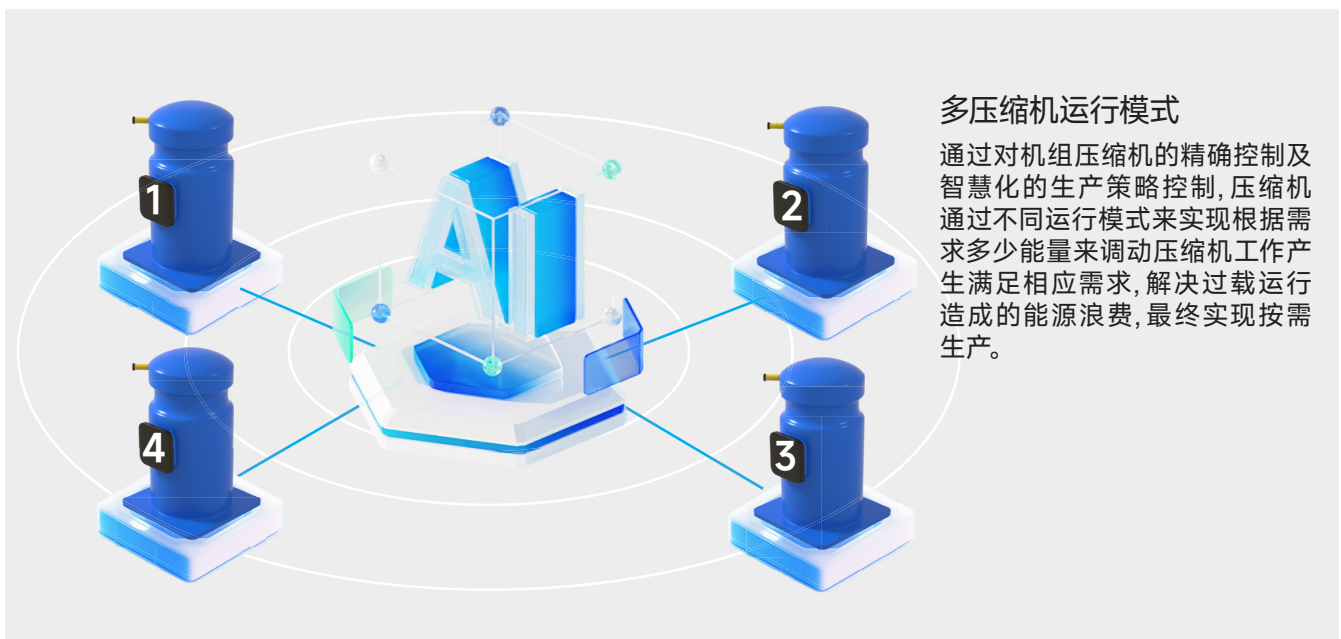 多压缩机运行模式
通过对机组压缩机的精确控制及
智慧化的生产策略控制,压缩机
通过不同运行模式来实现根据需
求多少能量来调动压缩机工作产
生满足相应需求,解决过载运行
造成的能源浪费,最终实现按需
生产。
1
2
AI
4
3